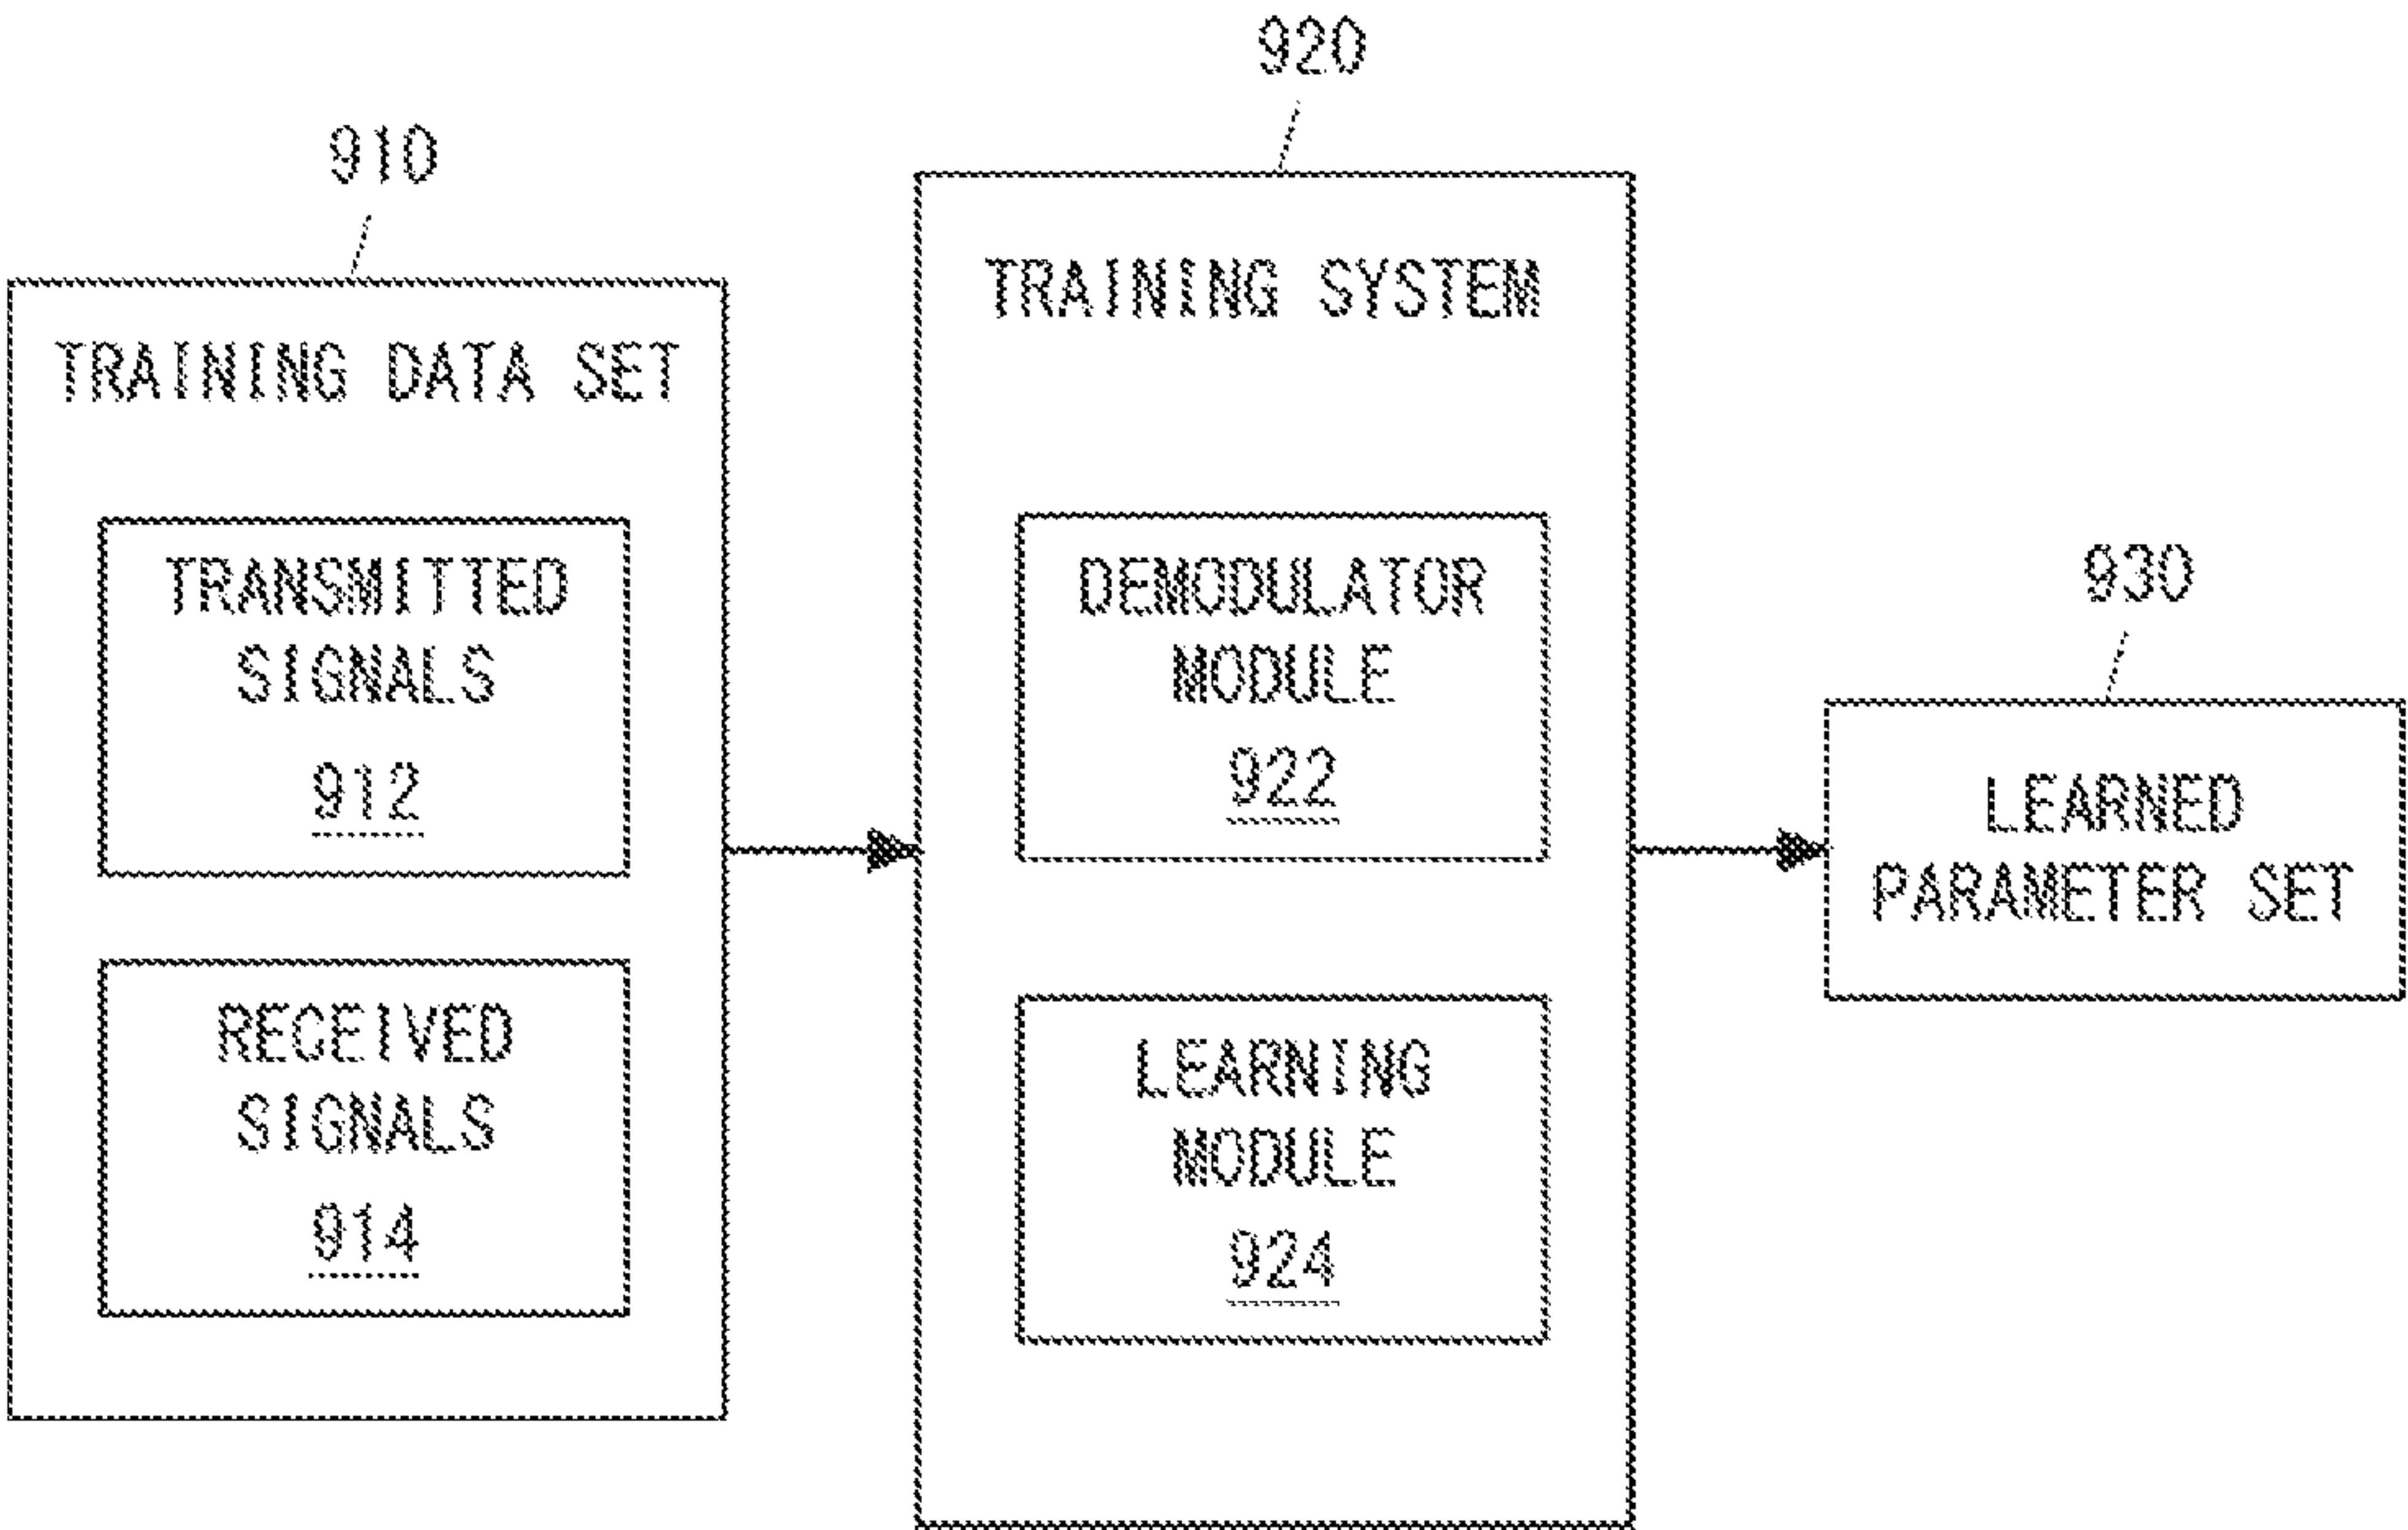 910
TRAINING DATA SET
TRANSMITTED
SIGNALS
912
RECEIVED
SIGNALS
914
920
TRAINING SYSTEM
DEMODULATOR
MODULE
922
LEARNING
MODULE
924
930
LEARNED
PARAMETER SET